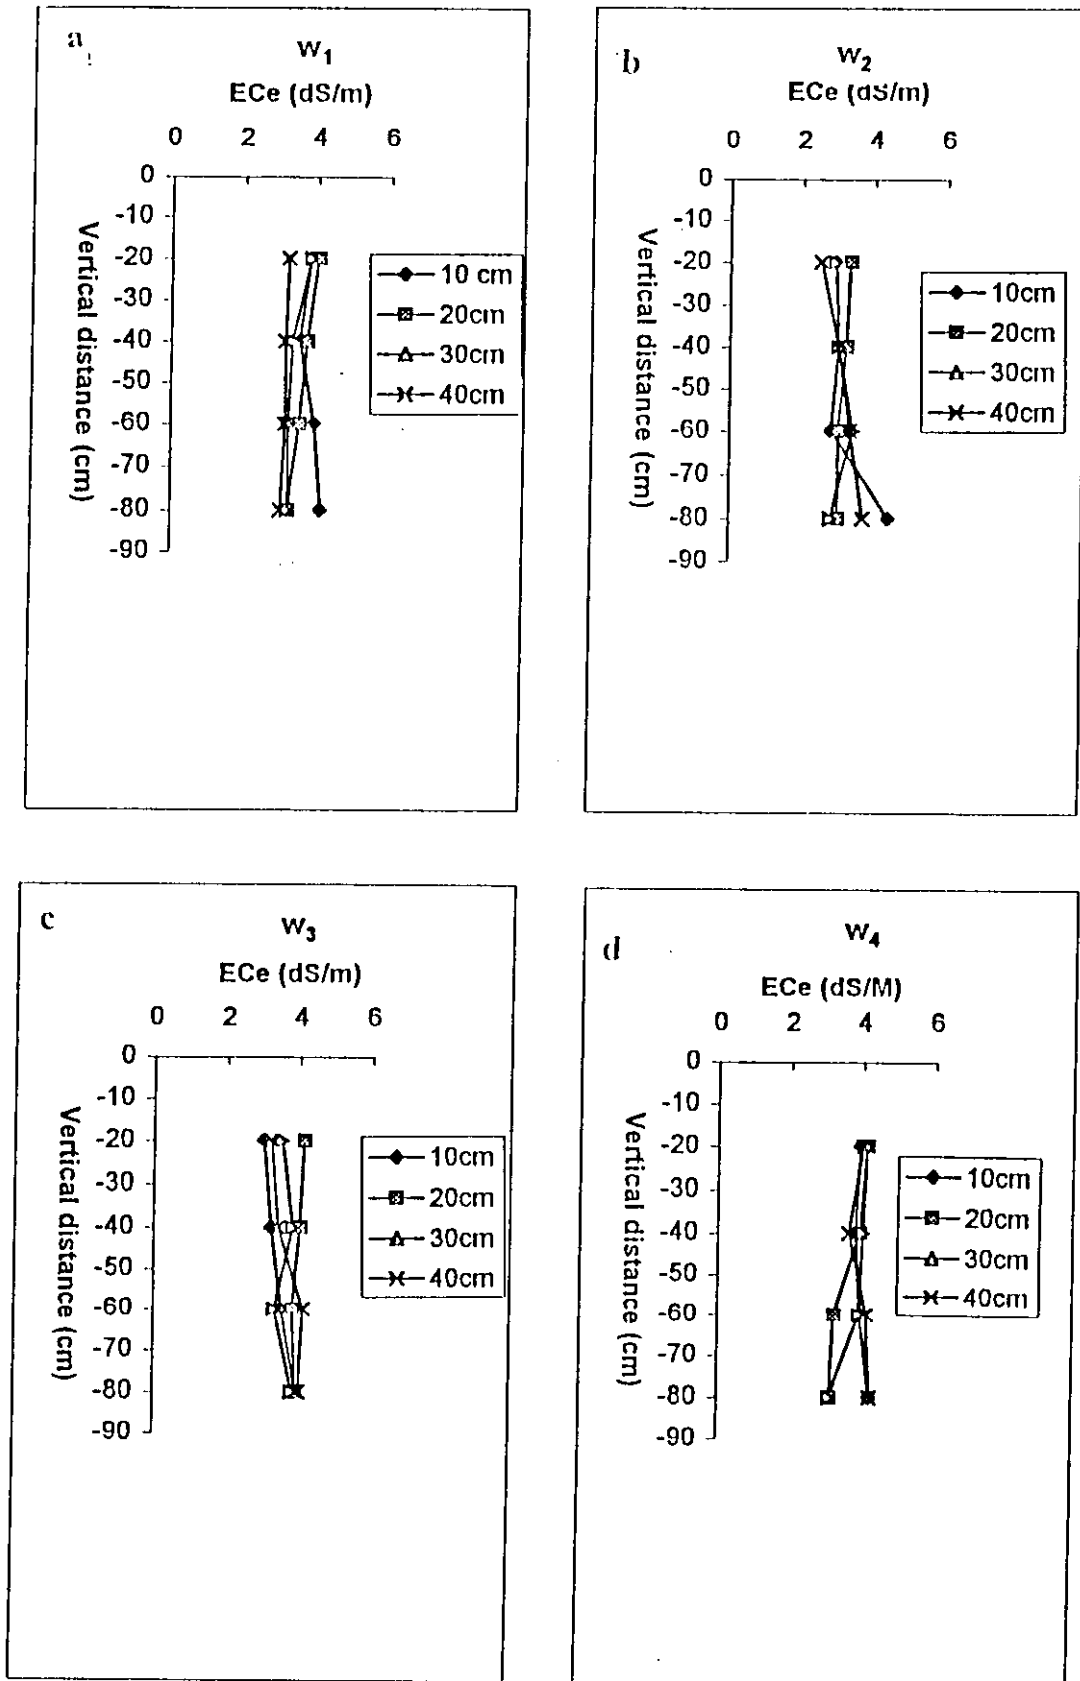 a
W1
ECe (dS/m)
0 2 4 6
0
-10
-20
-30
-40
-50
-60
-70
-80
-90
Vertical distance (cm)
10 cm
20cm
30cm
40cm
b
W2
ECe (dS/m)
0 2 4 6
0
-10
-20
-30
-40
-50
-60
-70
-80
-90
Vertical distance (cm)
10cm
20cm
30cm
40cm
c
W3
ECe (dS/m)
0 2 4 6
0
-10
-20
-30
-40
-50
-60
-70
-80
-90
Vertical distance (cm)
10cm
20cm
30cm
40cm
d
W4
ECe (dS/M)
0 2 4 6
0
-10
-20
-30
-40
-50
-60
-70
-80
-90
Vertical distance (cm)
10cm
20cm
30cm
40cm